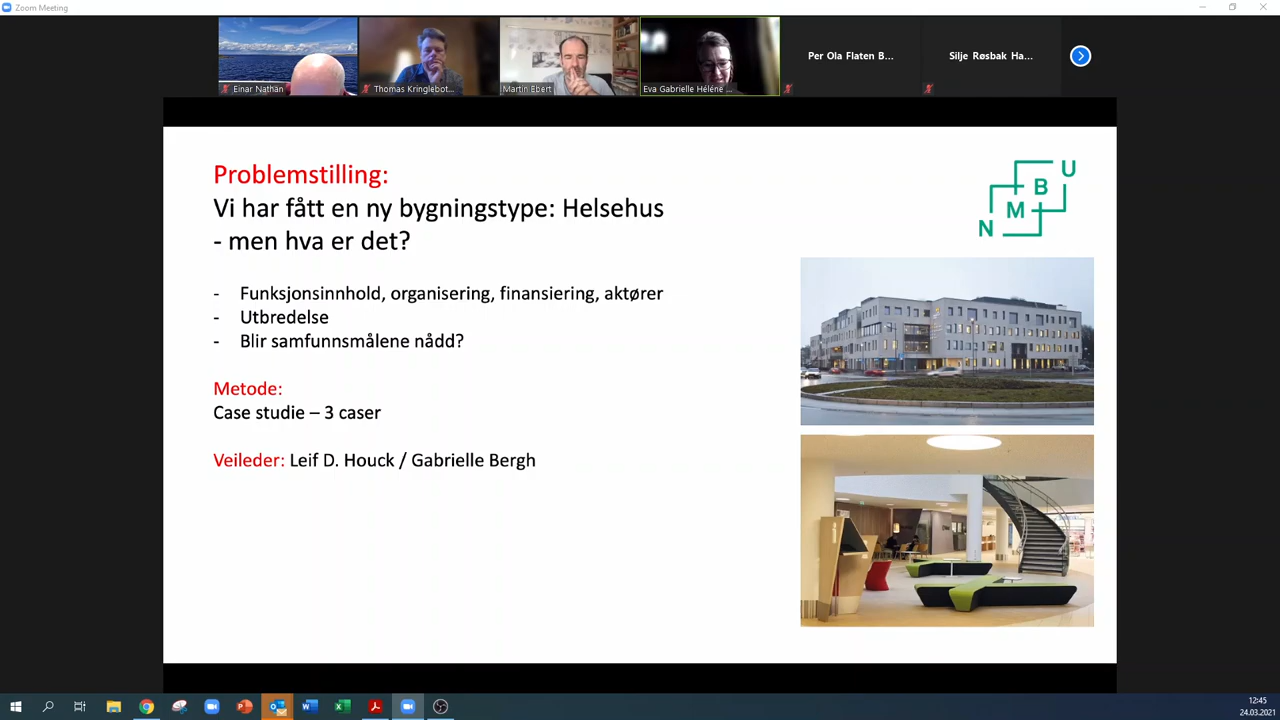 Zoom Meeting
Einar Nathan
Thomas Kringlebot...
Martin Ebert
Eva Gabrielle Héléne ...
Per Ola Flaten B...
Silje Røsbak Ha...
Problemstilling:
Vi har fått en ny bygningstype: Helsehus
- men hva er det?
- Funksjonsinnhold, organisering, finansiering, aktører
- Utbredelse
- Blir samfunnsmålene nådd?
Metode:
Case studie – 3 caser
Veileder: Leif D. Houck / Gabrielle Bergh
N M B U
12:45
24.03.2021